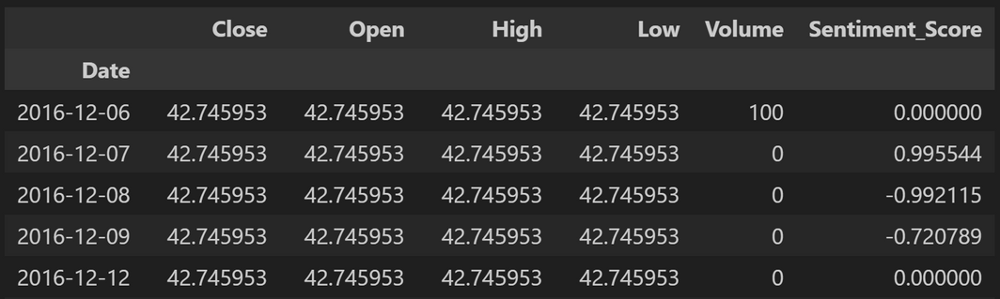 Close Open High Low Volume Sentiment_Score
Date
2016-12-06 42.745953 42.745953 42.745953 42.745953 100 0.000000
2016-12-07 42.745953 42.745953 42.745953 42.745953 0 0.995544
2016-12-08 42.745953 42.745953 42.745953 42.745953 0 -0.992115
2016-12-09 42.745953 42.745953 42.745953 42.745953 0 -0.720789
2016-12-12 42.745953 42.745953 42.745953 42.745953 0 0.000000